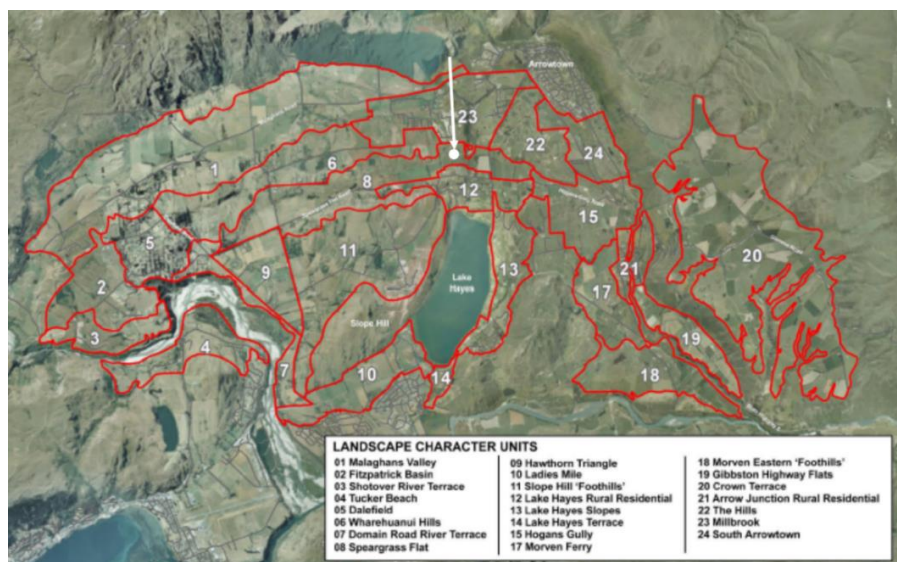 Arrowtown
23
1
6
22
24
8
12
15
5
11
Lake
Hayes
13
20
2
9
21
17
Slope Hill
3
4
19
7
10
14
18
LANDSCAPE CHARACTER UNITS
01 Malaghans Valley
02 Fitzpatrick Basin
03 Shotover River Terrace
04 Tucker Beach
05 Dalefield
06 Wharehuanui Hills
07 Domain Road River Terrace
08 Speargrass Flat
09 Hawthorn Triangle
10 Ladies Mile
11 Slope Hill 'Foothills'
12 Lake Hayes Rural Residential
13 Lake Hayes Slopes
14 Lake Hayes Terrace
15 Hogans Gully
17 Morven Ferry
18 Morven Eastern 'Foothills'
19 Gibbston Highway Flats
20 Crown Terrace
21 Arrow Junction Rural Residential
22 The Hills
23 Millbrook
24 South Arrowtown